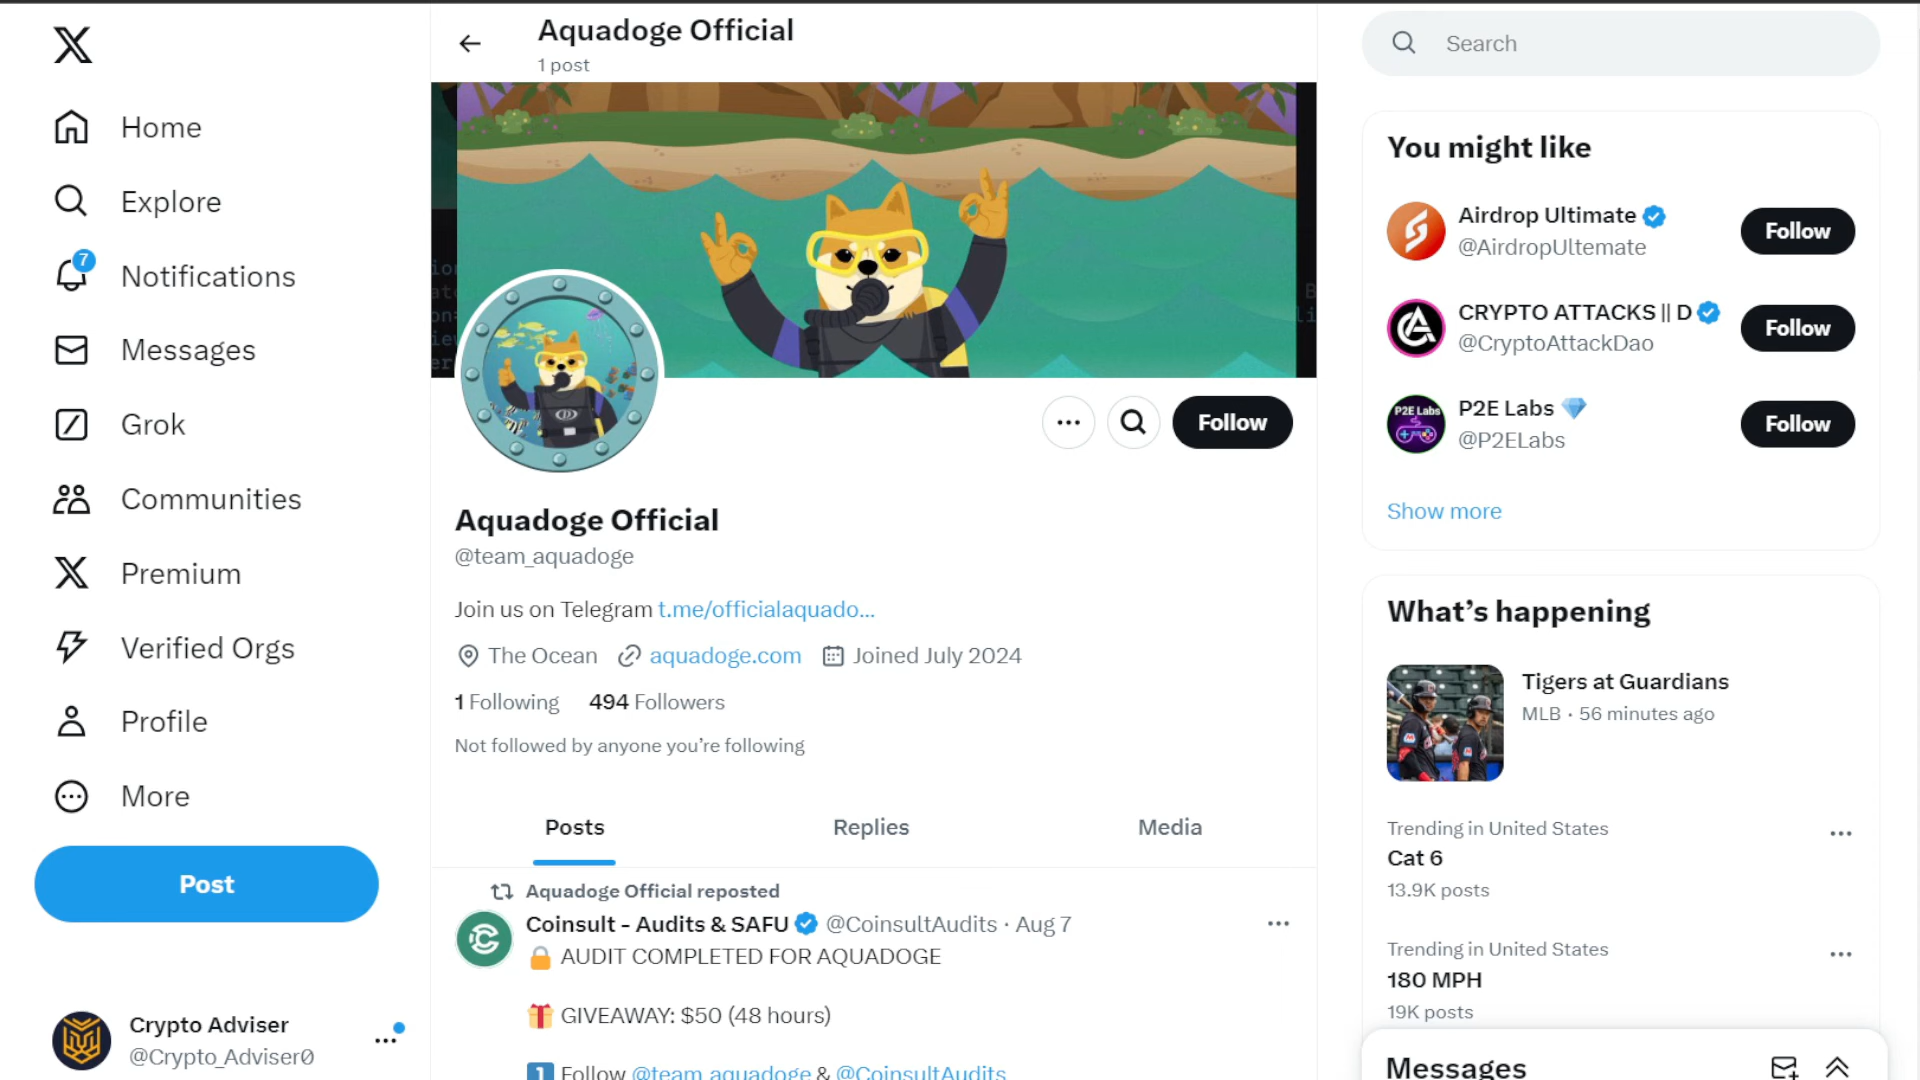 Home
Explore
7
Notifications
Messages
Grok
Communities
Premium
Verified Orgs
Profile
More
Post
Crypto Adviser
@Crypto_Adviser0
Aquadoge Official
1 post
Follow
Aquadoge Official
@team_aquadoge
Join us on Telegram t.me/officialaquado...
The Ocean aquadoge.com Joined July 2024
1 Following 494 Followers
Not followed by anyone you’re following
Posts Replies Media
Aquadoge Official reposted
Coinsult - Audits & SAFU @CoinsultAudits · Aug 7
AUDIT COMPLETED FOR AQUADOGE
GIVEAWAY: $50 (48 hours)
1 Follow @team_aquadoge & @CoinsultAudits
Search
You might like
Airdrop Ultimate
@AirdropUltemate
Follow
CRYPTO ATTACKS || D
@CryptoAttackDao
Follow
P2E Labs
P2E Labs
@P2ELabs
Follow
Show more
What’s happening
Tigers at Guardians
MLB · 56 minutes ago
Trending in United States
Cat 6
13.9K posts
Trending in United States
180 MPH
19K posts
Messages